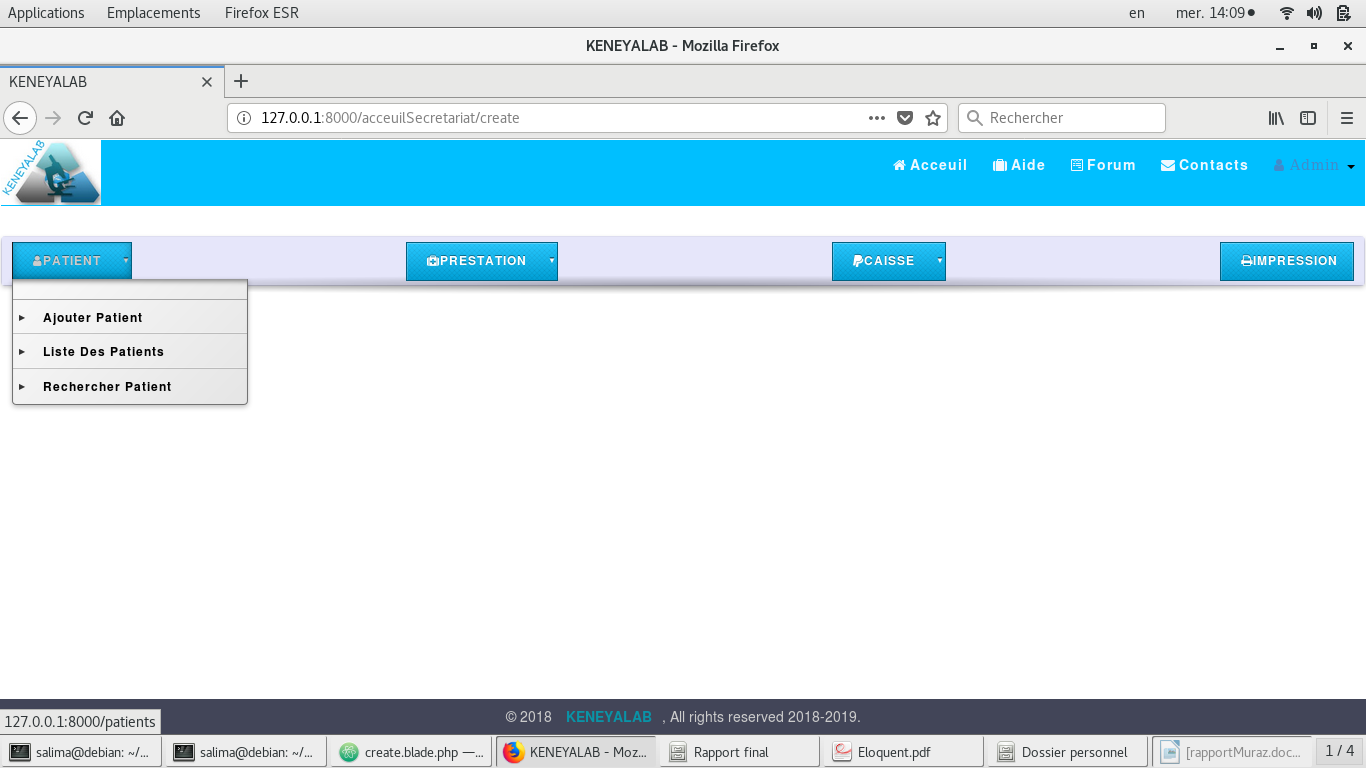 Applications Emplacements Firefox ESR en mer. 14:09
KENEYALAB - Mozilla Firefox
KENEYALAB
127.0.0.1:8000/acceuilSecretariat/create Rechercher
KENEYALAB
Acceuil Aide Forum Contacts Admin
PATIENT PRESTATION CAISSE IMPRESSION
Ajouter Patient
Liste Des Patients
Rechercher Patient
© 2018 KENEYALAB , All rights reserved 2018-2019.
127.0.0.1:8000/patients
salima@debian: ~/... salima@debian: ~/... create.blade.php —... KENEYALAB - Moz... Rapport final Eloquent.pdf Dossier personnel [rapportMuraz.doc... 1 / 4